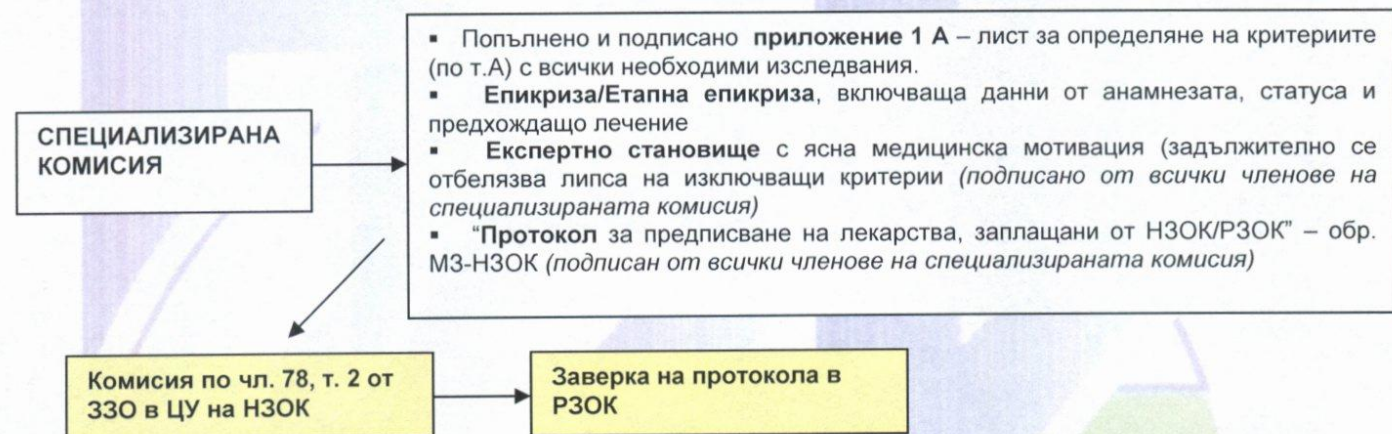 ▪ Попълнено и подписано приложение 1 А – лист за определяне на критериите
(по т.А) с всички необходими изследвания.
▪ Епикриза/Етапна епикриза, включваща данни от анамнезата, статуса и
предхождащо лечение
▪ Експертно становище с ясна медицинска мотивация (задължително се
отбелязва липса на изключващи критерии (подписано от всички членове на
специализираната комисия)
▪ "Протокол за предписване на лекарства, заплащани от НЗОК/РЗОК" – обр.
МЗ-НЗОК (подписан от всички членове на специализираната комисия)
СПЕЦИАЛИЗИРАНА
КОМИСИЯ
Комисия по чл. 78, т. 2 от
ЗЗО в ЦУ на НЗОК
Заверка на протокола в
РЗОК